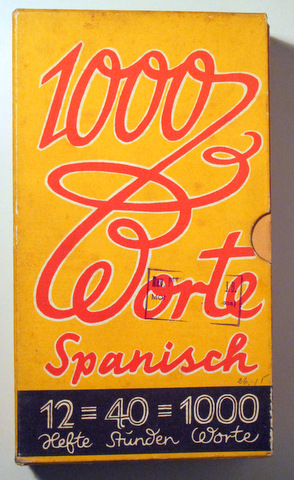 1000
Worte
Spanisch
12 = 40 = 1000
Hefte Stunden Worte